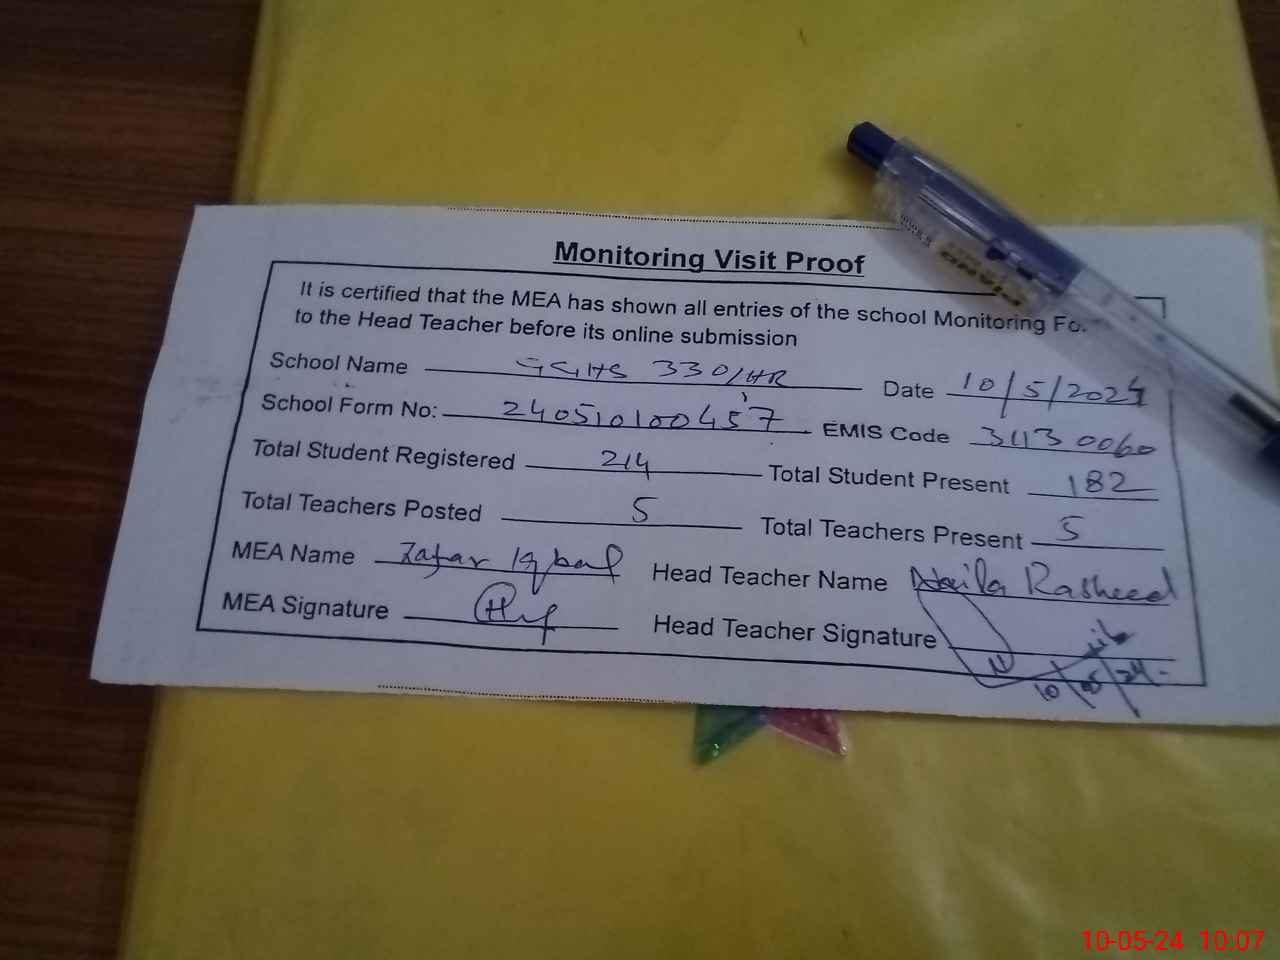 Monitoring Visit Proof
It is certified that the MEA has shown all entries of the school Monitoring Fo
to the Head Teacher before its online submission
School Name GGHS 330/HR Date 10/5/2024
School Form No: 240510100457 EMIS Code 31130060
Total Student Registered 214 Total Student Present 182
Total Teachers Posted 5 Total Teachers Present 5
MEA Name Zafar Iqbal Head Teacher Name Naila Rasheed
MEA Signature Head Teacher Signature
10/05/24
PIANO
10-05-24 10:07